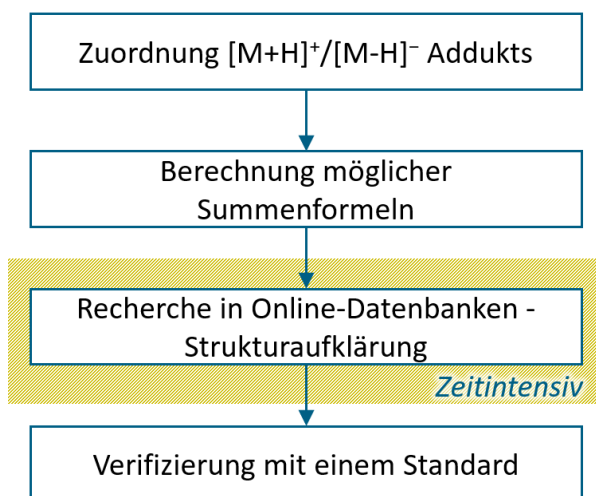 Zuordnung [M+H]⁺/[M-H]⁻ Addukts
Berechnung möglicher
Summenformeln
Recherche in Online-Datenbanken -
Strukturaufklärung
Zeitintensiv
Verifizierung mit einem Standard